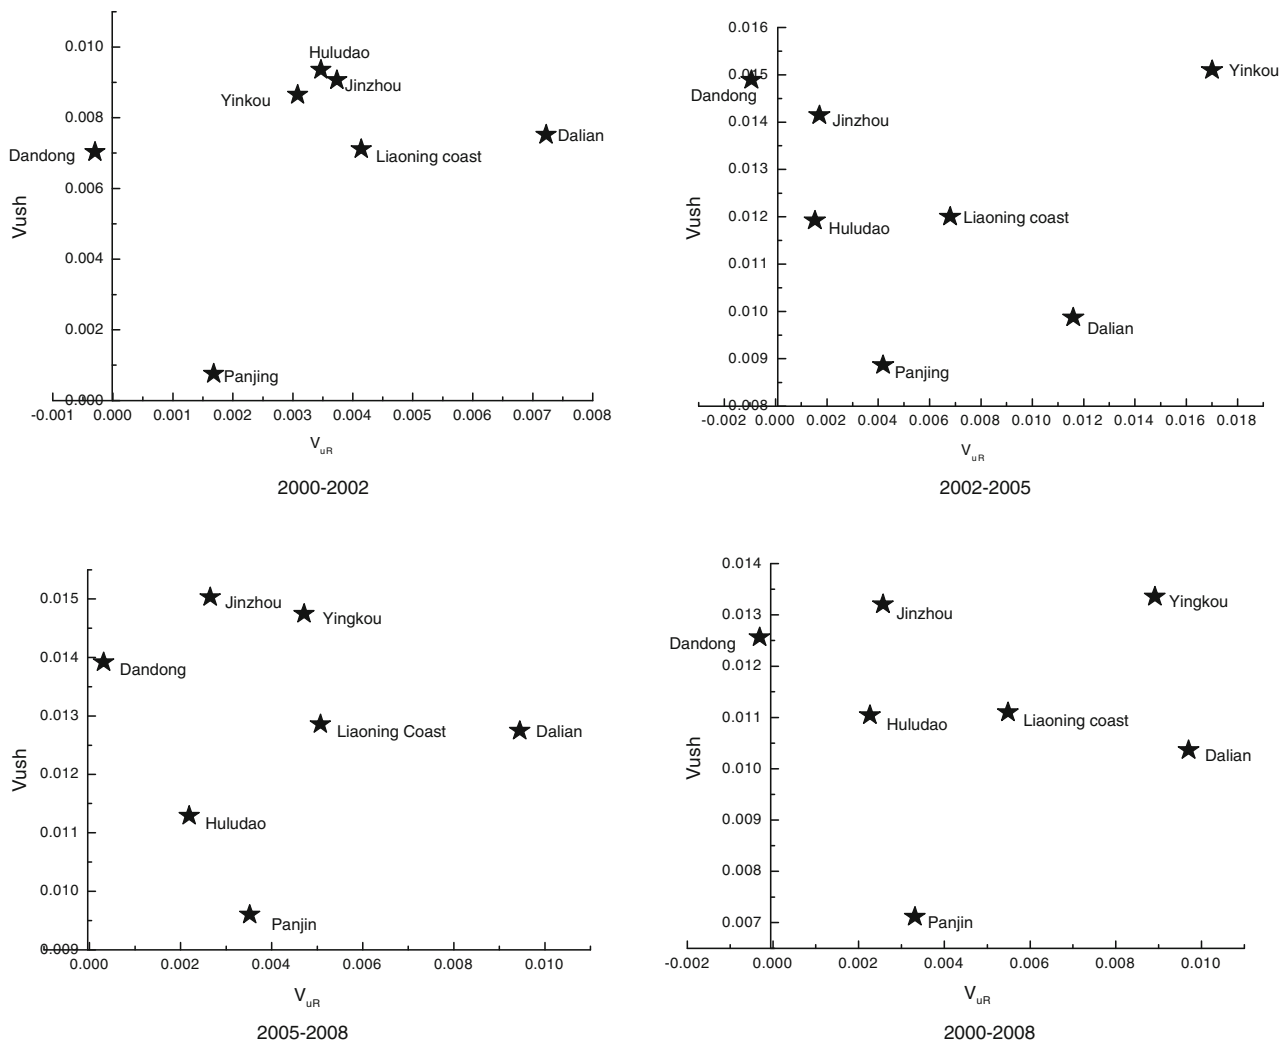 0.010
0.008
0.006
0.004
0.002
0.000
Vush
Huludao
Jinzhou
Yinkou
Dalian
Liaoning coast
Dandong
Panjing
-0.001 0.000 0.001 0.002 0.003 0.004 0.005 0.006 0.007 0.008
VuR
2000-2002
0.016
0.015
0.014
0.013
0.012
0.011
0.010
0.009
0.008
Vush
Yinkou
Dandong
Jinzhou
Huludao
Liaoning coast
Dalian
Panjing
-0.002 0.000 0.002 0.004 0.006 0.008 0.010 0.012 0.014 0.016 0.018
VuR
2002-2005
0.015
0.014
0.013
0.012
0.011
0.010
0.009
Vush
Jinzhou
Yingkou
Dandong
Liaoning Coast
Dalian
Huludao
Panjin
0.000 0.002 0.004 0.006 0.008 0.010
VuR
2005-2008
0.014
0.013
0.012
0.011
0.010
0.009
0.008
0.007
Vush
Yingkou
Jinzhou
Dandong
Huludao
Liaoning coast
Dalian
Panjin
-0.002 0.000 0.002 0.004 0.006 0.008 0.010
VuR
2000-2008